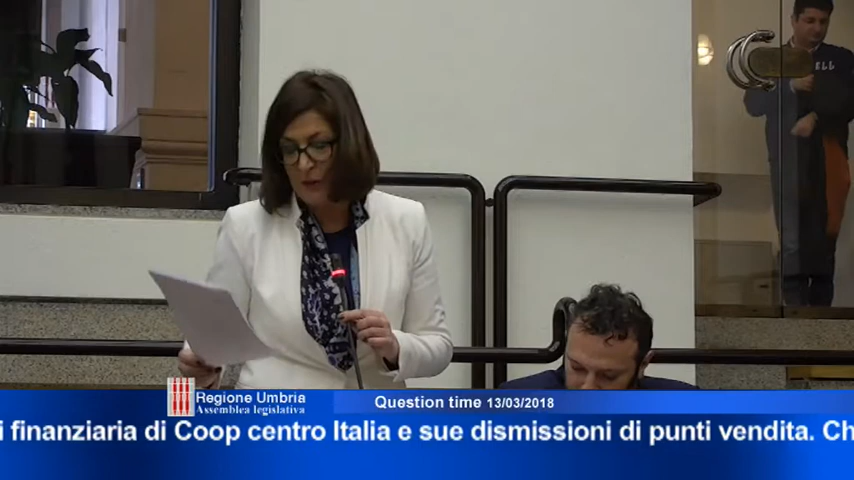 ELL
Regione Umbria
Assemblea legislativa
Question time 13/03/2018
i finanziaria di Coop centro Italia e sue dismissioni di punti vendita. Ch